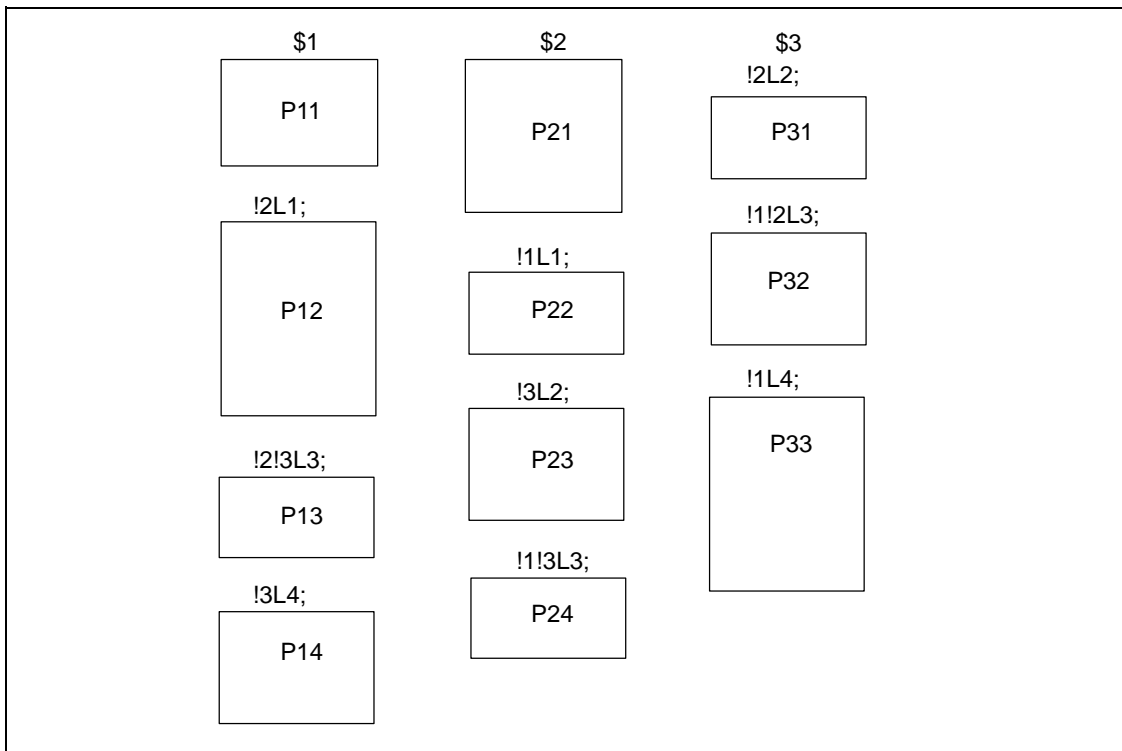 $1
P11
!2L1;
P12
!2!3L3;
P13
!3L4;
P14
$2
P21
!1L1;
P22
!3L2;
P23
!1!3L3;
P24
$3
!2L2;
P31
!1!2L3;
P32
!1L4;
P33